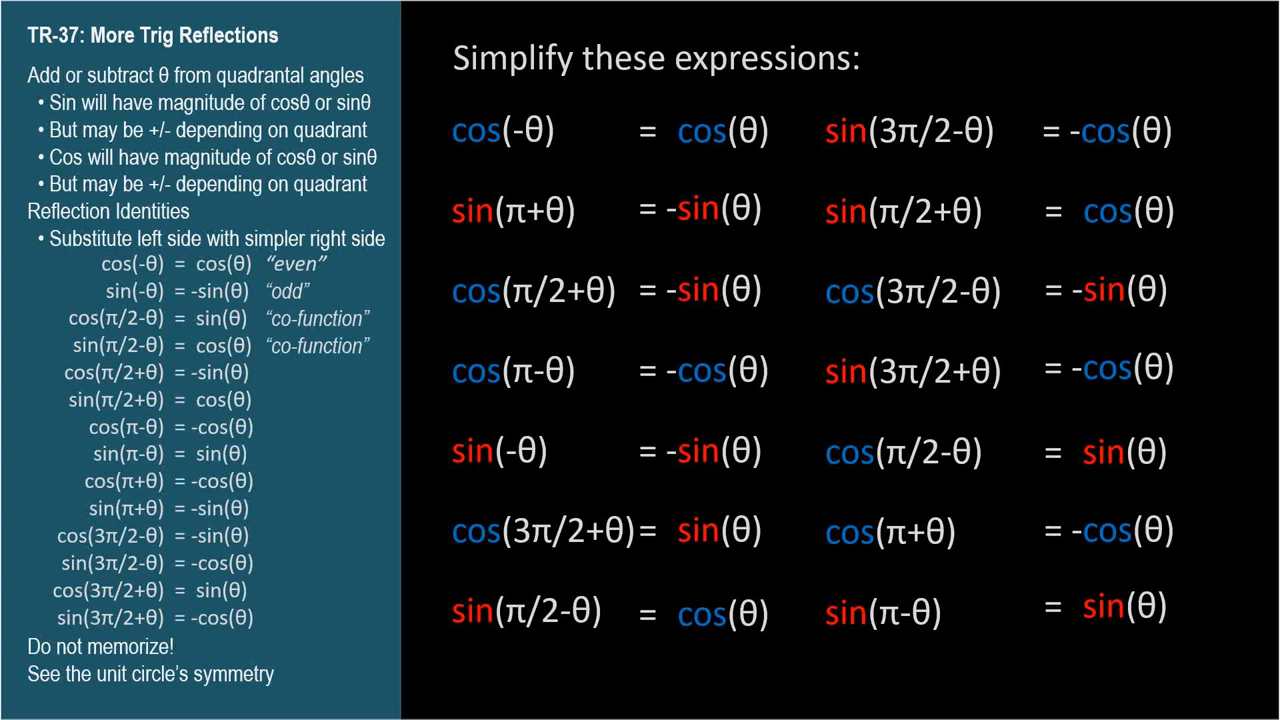 TR-37: More Trig Reflections
Add or subtract θ from quadrantal angles
• Sin will have magnitude of cosθ or sinθ
• But may be +/- depending on quadrant
• Cos will have magnitude of cosθ or sinθ
• But may be +/- depending on quadrant
Reflection Identities
• Substitute left side with simpler right side
cos(-θ) = cos(θ) “even”
sin(-θ) = -sin(θ) “odd”
cos(π/2-θ) = sin(θ) “co-function”
sin(π/2-θ) = cos(θ) “co-function”
cos(π/2+θ) = -sin(θ)
sin(π/2+θ) = cos(θ)
cos(π-θ) = -cos(θ)
sin(π-θ) = sin(θ)
cos(π+θ) = -cos(θ)
sin(π+θ) = -sin(θ)
cos(3π/2-θ) = -sin(θ)
sin(3π/2-θ) = -cos(θ)
cos(3π/2+θ) = sin(θ)
sin(3π/2+θ) = -cos(θ)
Do not memorize!
See the unit circle’s symmetry
Simplify these expressions:
cos(-θ) = cos(θ)
sin(π+θ) = -sin(θ)
cos(π/2+θ) = -sin(θ)
cos(π-θ) = -cos(θ)
sin(-θ) = -sin(θ)
cos(3π/2+θ) = sin(θ)
sin(π/2-θ) = cos(θ)
sin(3π/2-θ) = -cos(θ)
sin(π/2+θ) = cos(θ)
cos(3π/2-θ) = -sin(θ)
sin(3π/2+θ) = -cos(θ)
cos(π/2-θ) = sin(θ)
cos(π+θ) = -cos(θ)
sin(π-θ) = sin(θ)